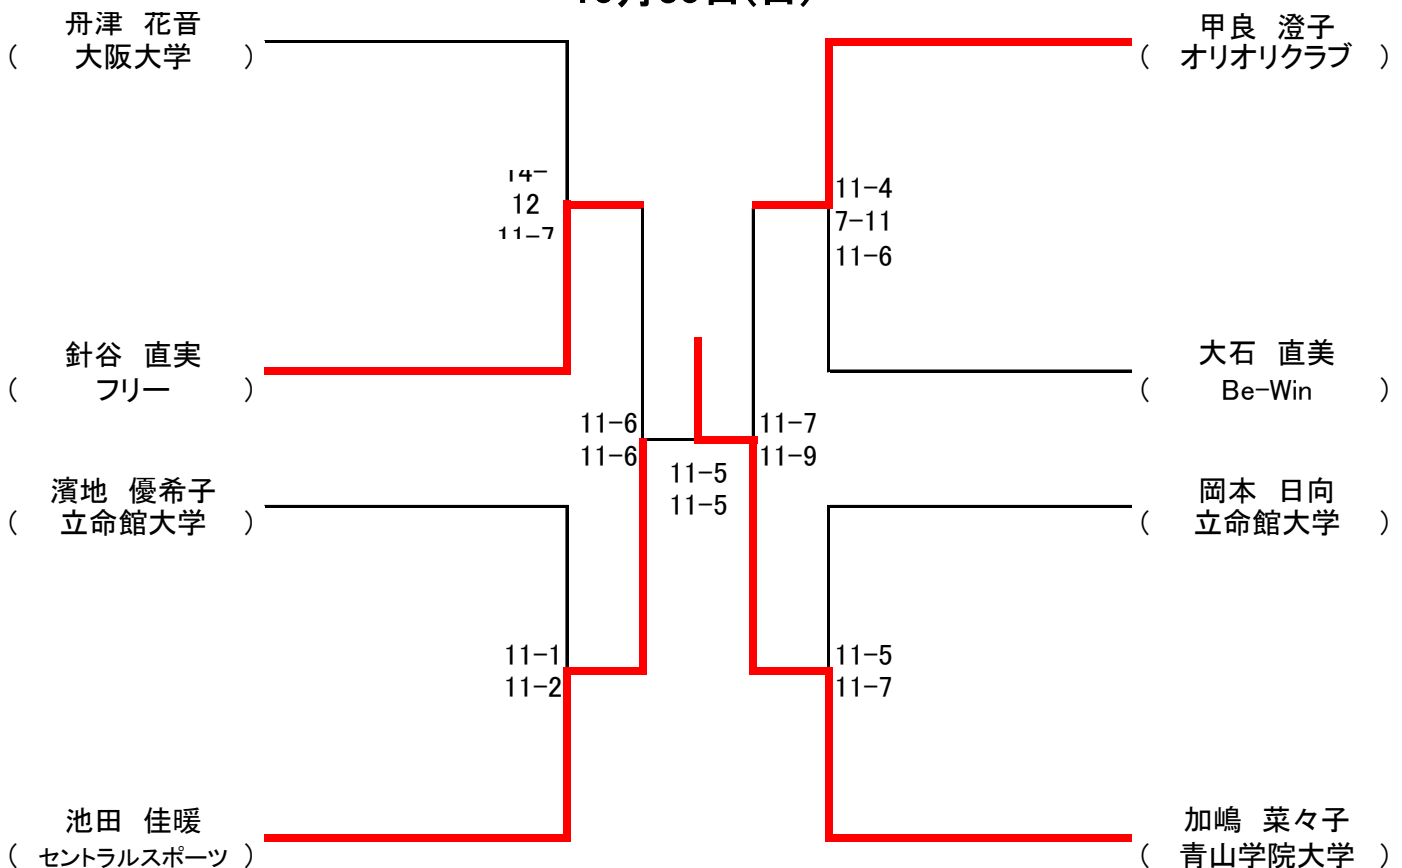 丹津 花音
( 大阪大学 )
甲良 澄子
( オリオリクラブ )
14-
12
11-7
11-4
7-11
11-6
針谷 直実
( フリー )
大石 直美
( Be-Win )
11-6
11-6
11-7
11-9
11-5
11-5
濱地 優希子
( 立命館大学 )
岡本 日向
( 立命館大学 )
11-1
11-2
11-5
11-7
池田 佳暖
( セントラルスポーツ )
加嶋 菜々子
( 青山学院大学 )